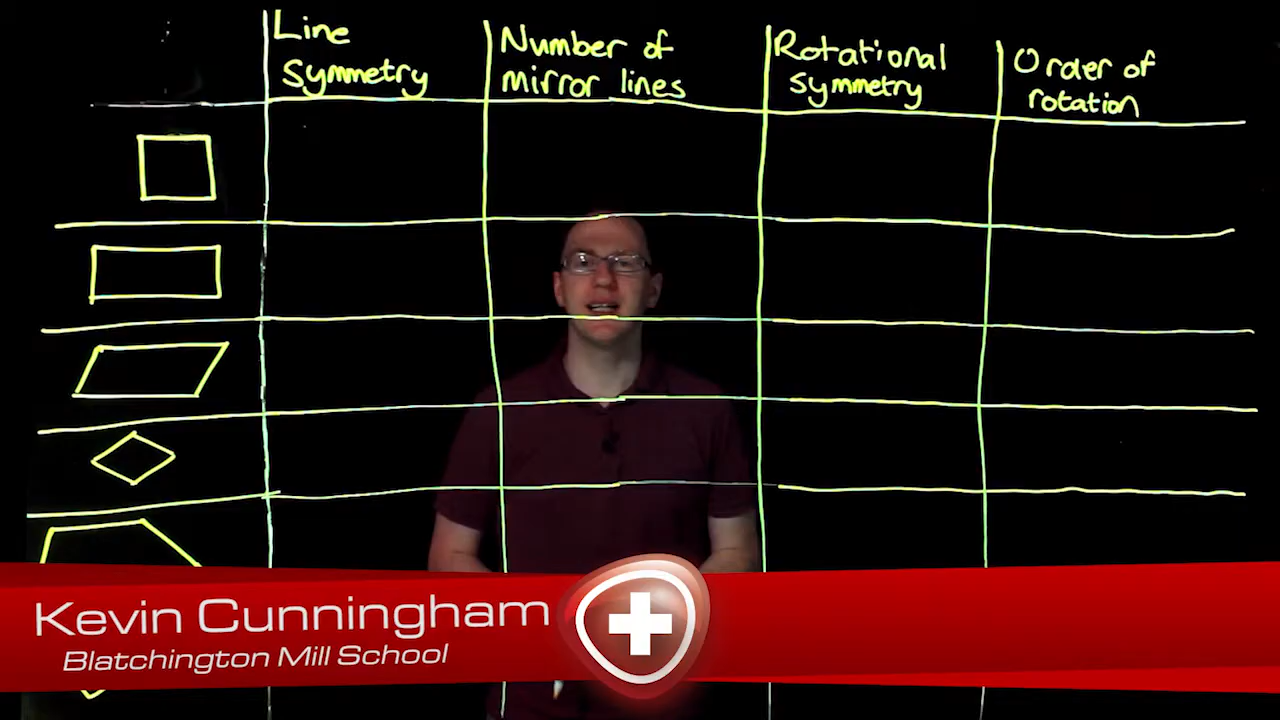 Line
Symmetry
Number of
mirror lines
Rotational
symmetry
Order of
rotation
Kevin Cunningham
Blatchington Mill School